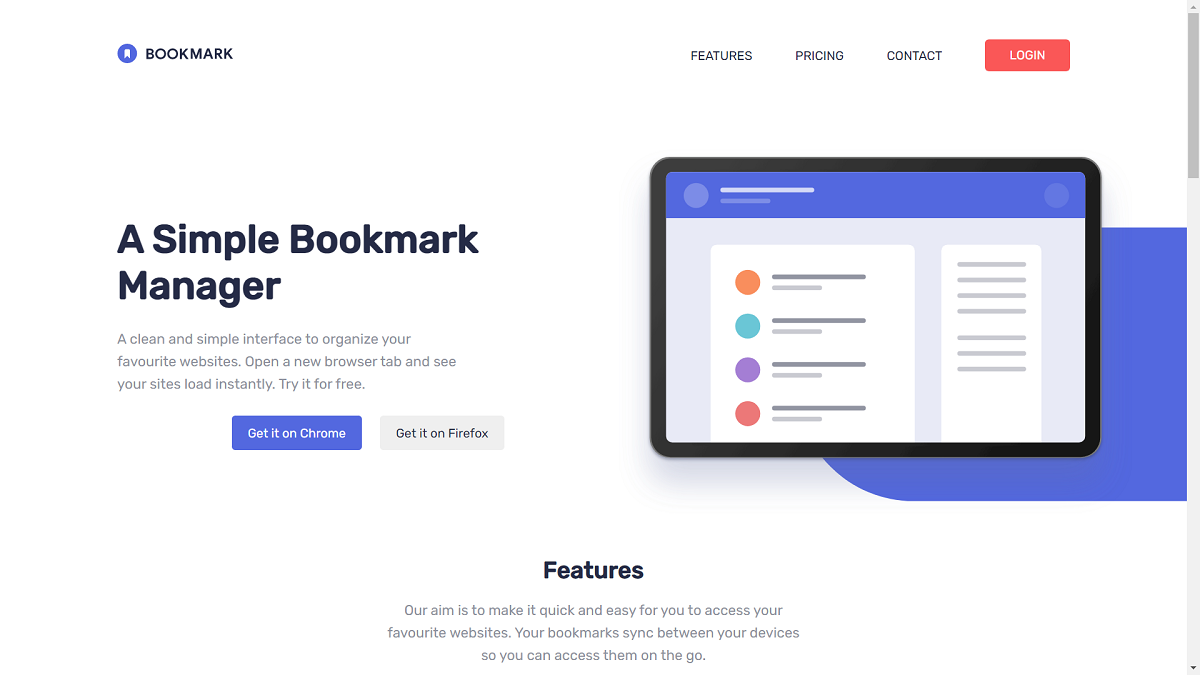 BOOKMARK
FEATURES
PRICING
CONTACT
LOGIN
A Simple Bookmark
Manager
A clean and simple interface to organize your
favourite websites. Open a new browser tab and see
your sites load instantly. Try it for free.
Get it on Chrome
Get it on Firefox
Features
Our aim is to make it quick and easy for you to access your
favourite websites. Your bookmarks sync between your devices
so you can access them on the go.